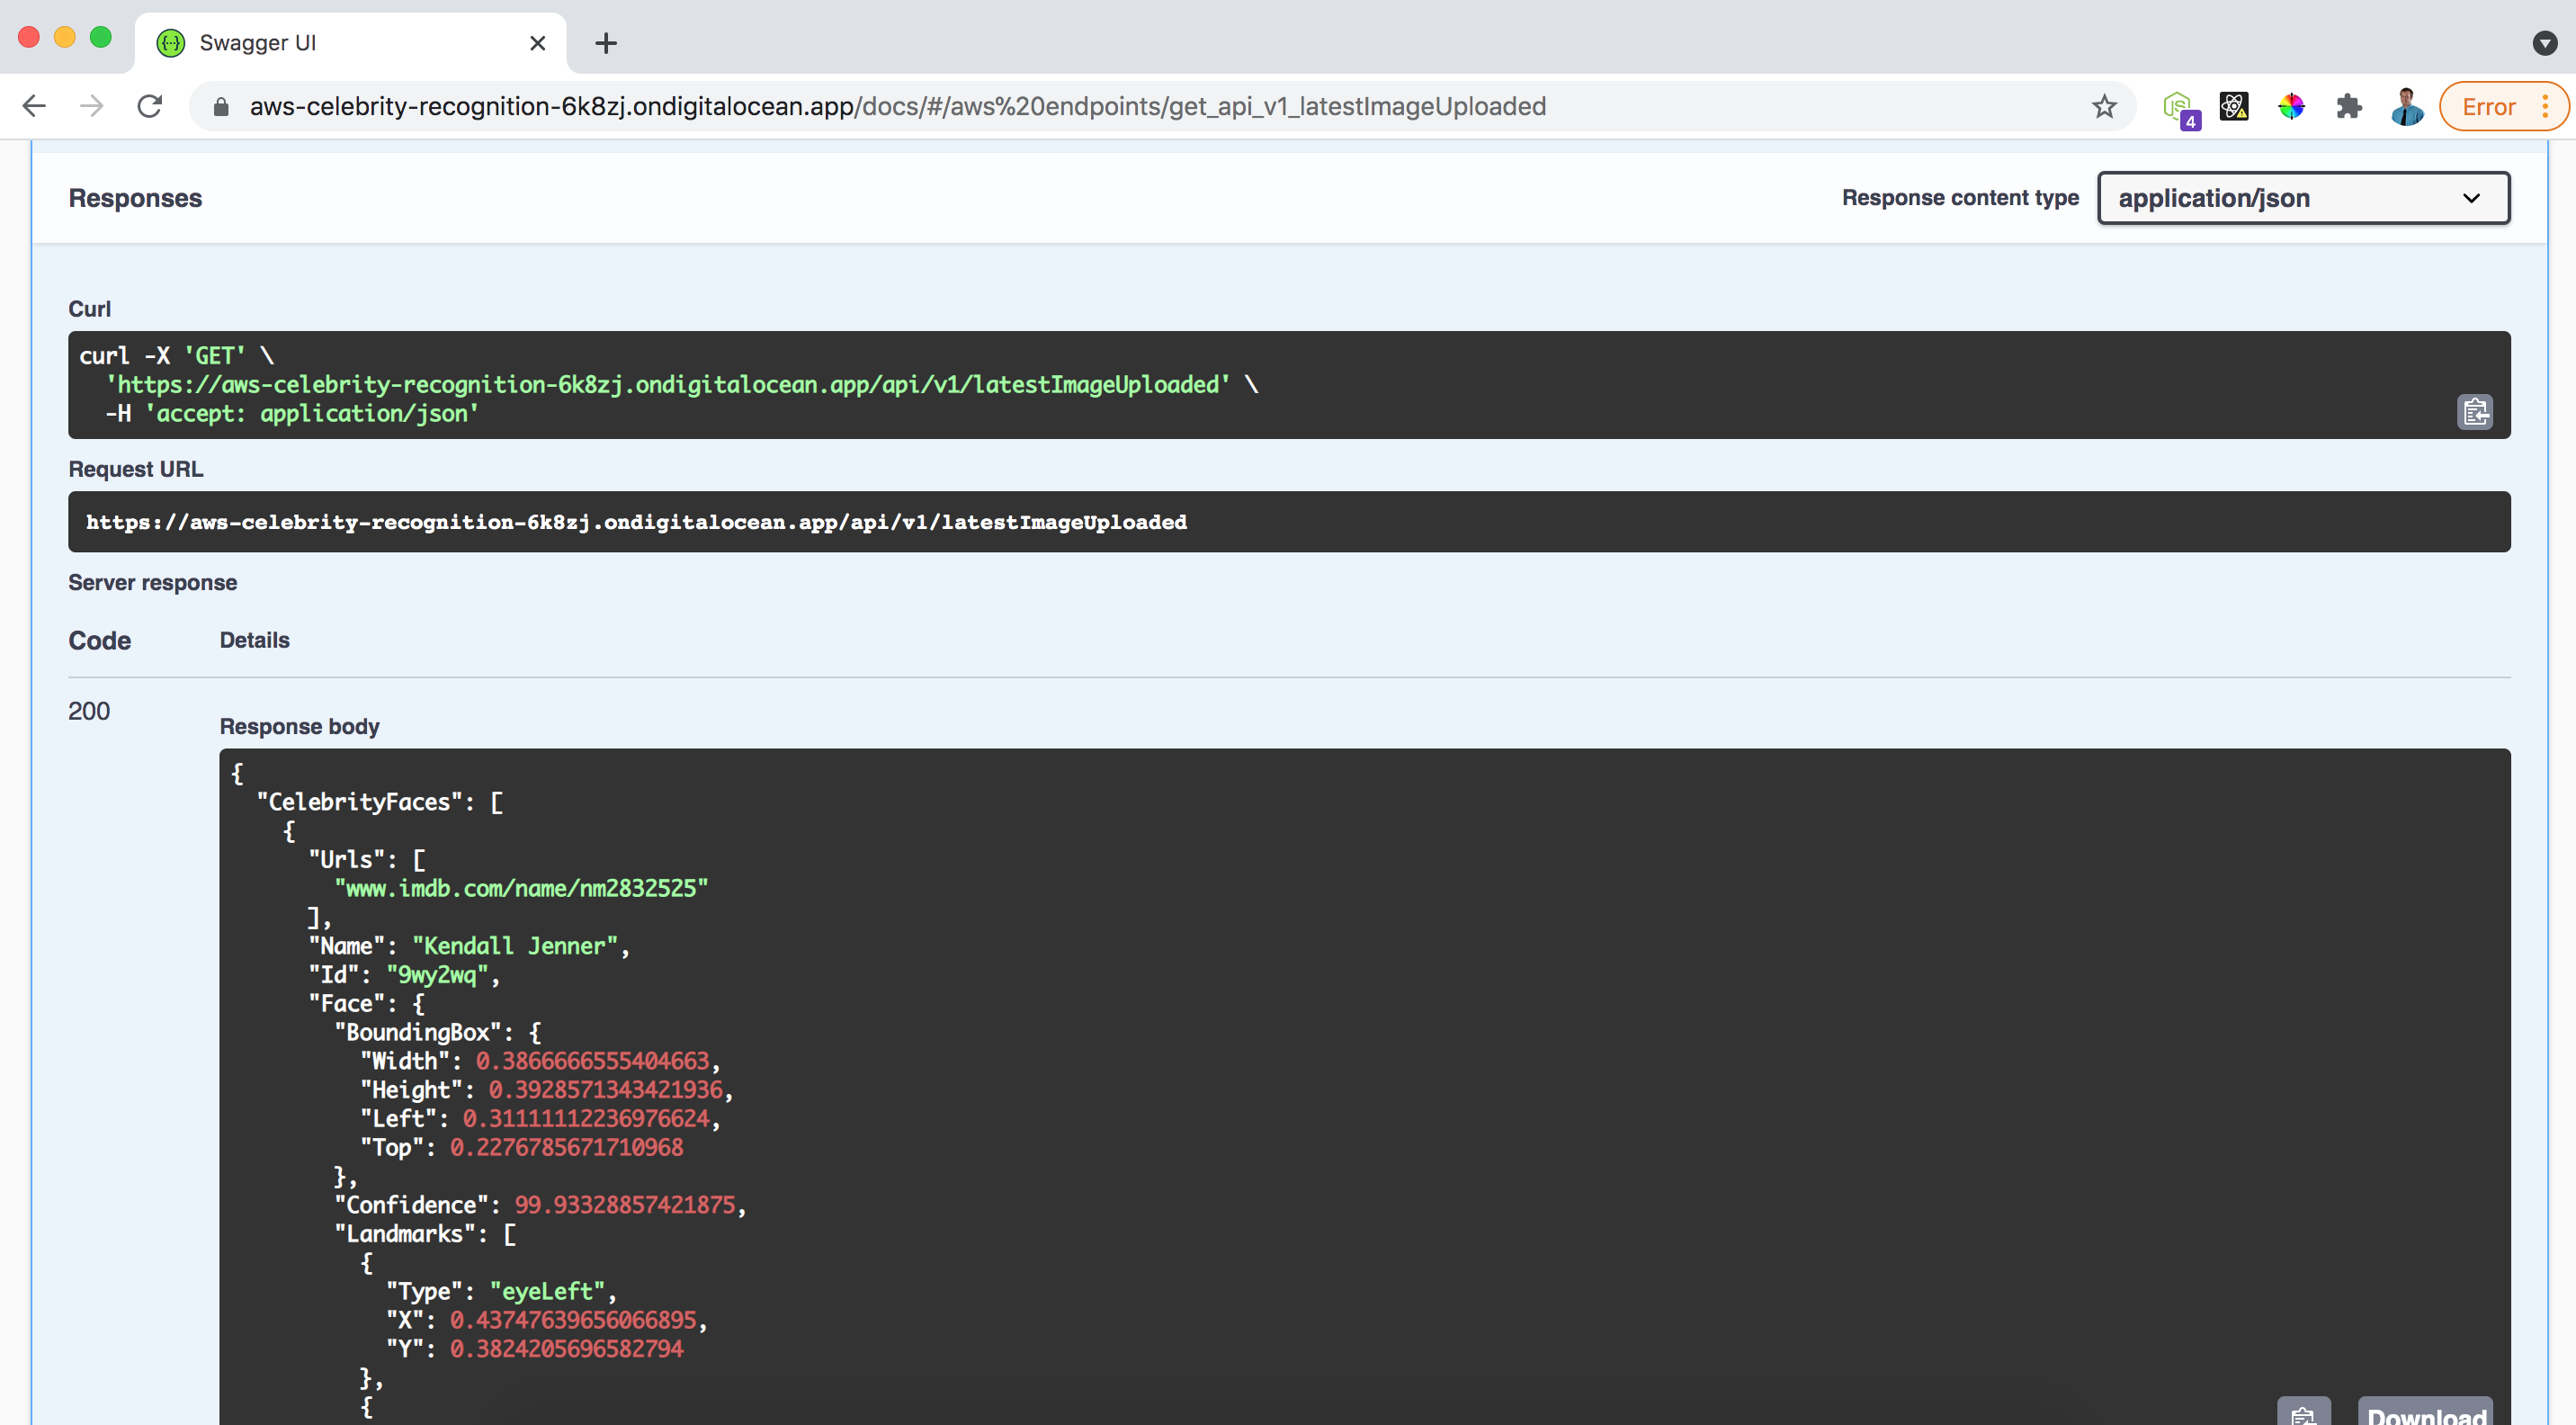 Swagger UI
aws-celebrity-recognition-6k8zj.ondigitalocean.app/docs/#/aws%20endpoints/get_api_v1_latestImageUploaded
4
Error
Responses
Response content type
application/json
Curl
curl -X 'GET' \
'https://aws-celebrity-recognition-6k8zj.ondigitalocean.app/api/v1/latestImageUploaded' \
-H 'accept: application/json'
Request URL
https://aws-celebrity-recognition-6k8zj.ondigitalocean.app/api/v1/latestImageUploaded
Server response
Code Details
200
Response body
{
"CelebrityFaces": [
{
"Urls": [
"www.imdb.com/name/nm2832525"
],
"Name": "Kendall Jenner",
"Id": "9wy2wq",
"Face": {
"BoundingBox": {
"Width": 0.3866666555404663,
"Height": 0.3928571343421936,
"Left": 0.31111112236976624,
"Top": 0.2276785671710968
},
"Confidence": 99.93328857421875,
"Landmarks": [
{
"Type": "eyeLeft",
"X": 0.43747639656066895,
"Y": 0.3824205696582794
},
{
Download